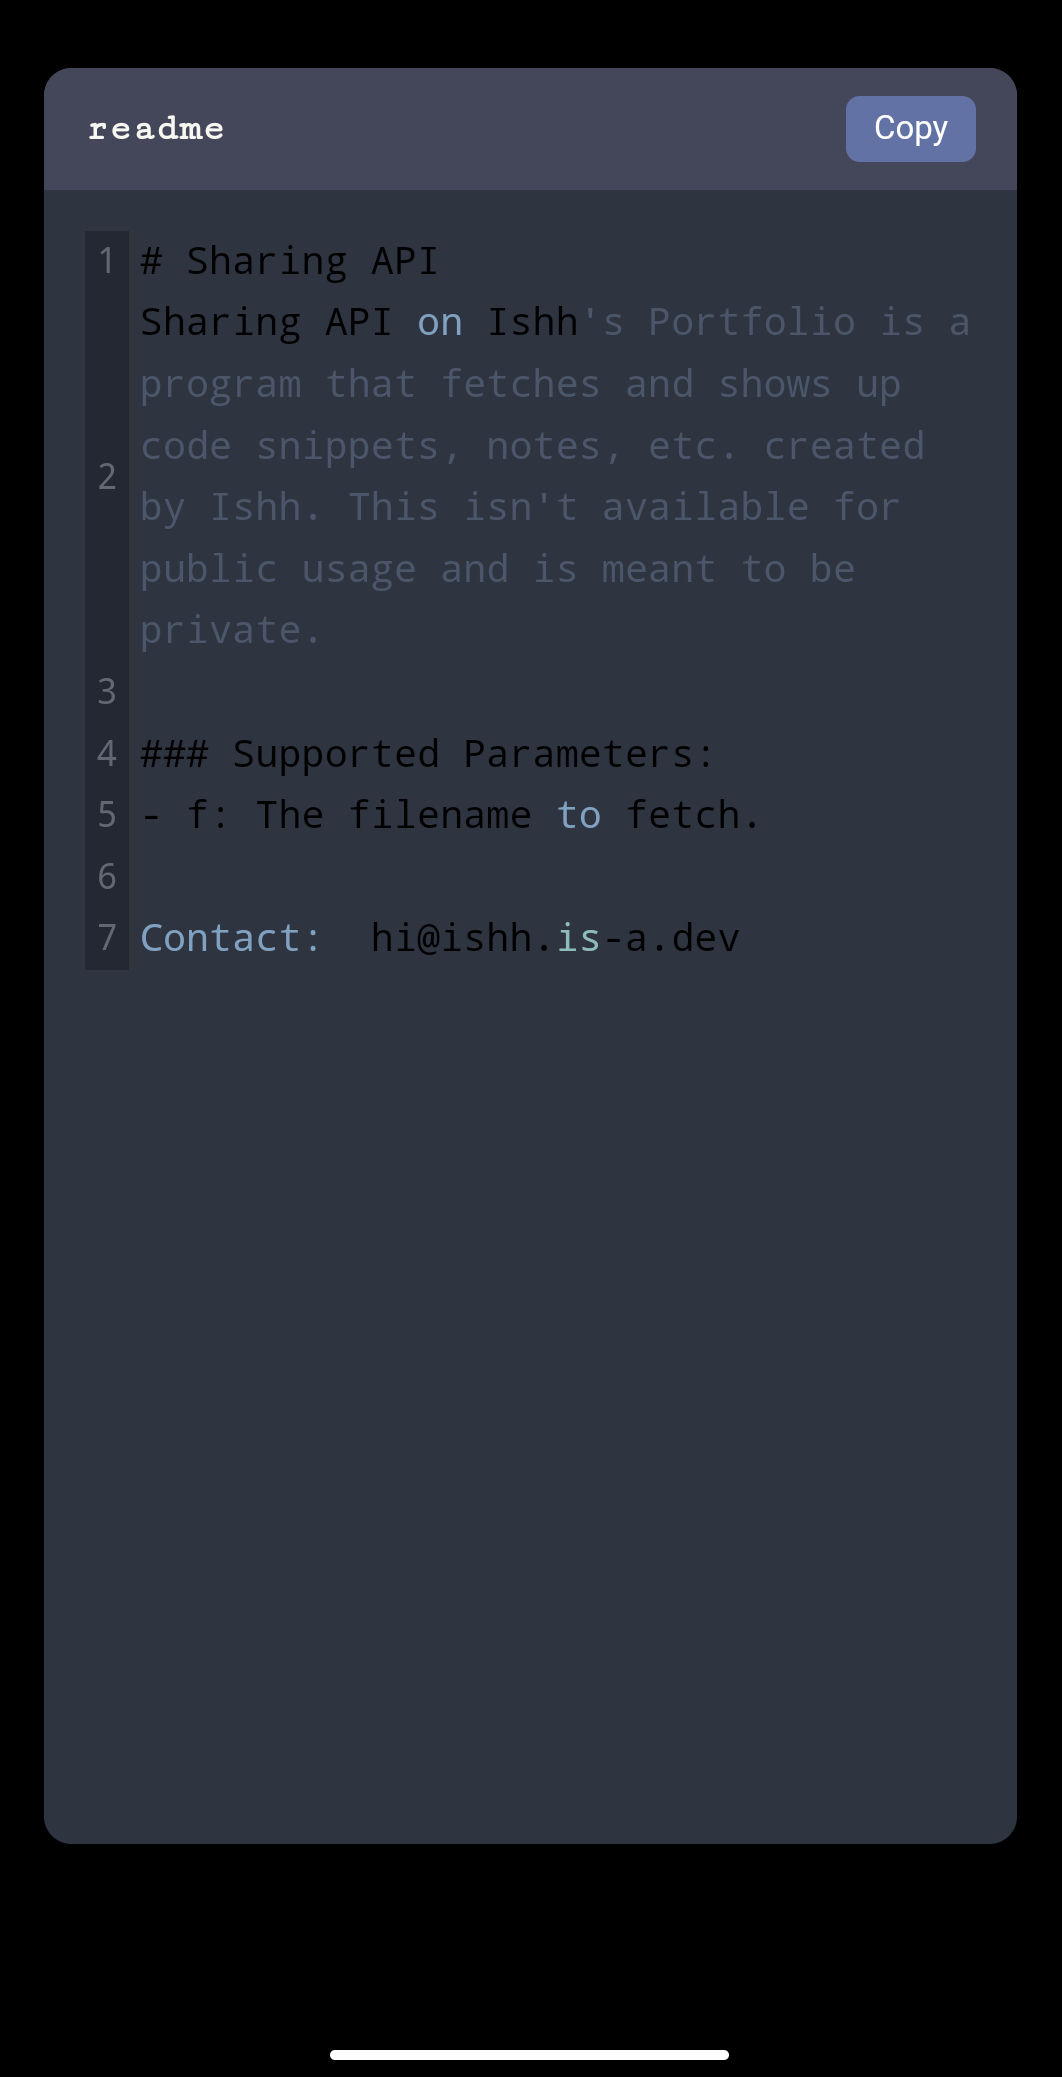 readme
Copy
1 # Sharing API
Sharing API on Ishh's Portfolio is a
program that fetches and shows up
code snippets, notes, etc. created
2
by Ishh. This isn't available for
public usage and is meant to be
private.
3
4 ### Supported Parameters:
5 - f: The filename to fetch.
6
7 Contact:  hi@ishh.is-a.dev